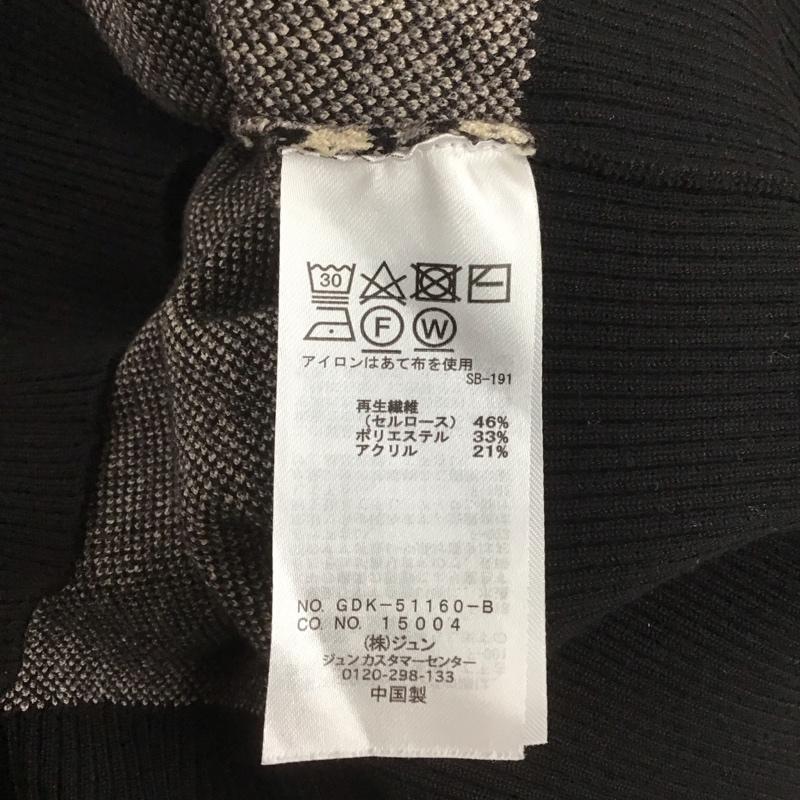 30
F W
アイロンはあて布を使用
SB-191
再生繊維
(セルロース) 46%
ポリエステル 33%
アクリル 21%
NO. GDK-51160-B
CO NO. 15004
(株)ジュン
ジュン カスタマーセンター
0120-298-133
中国製